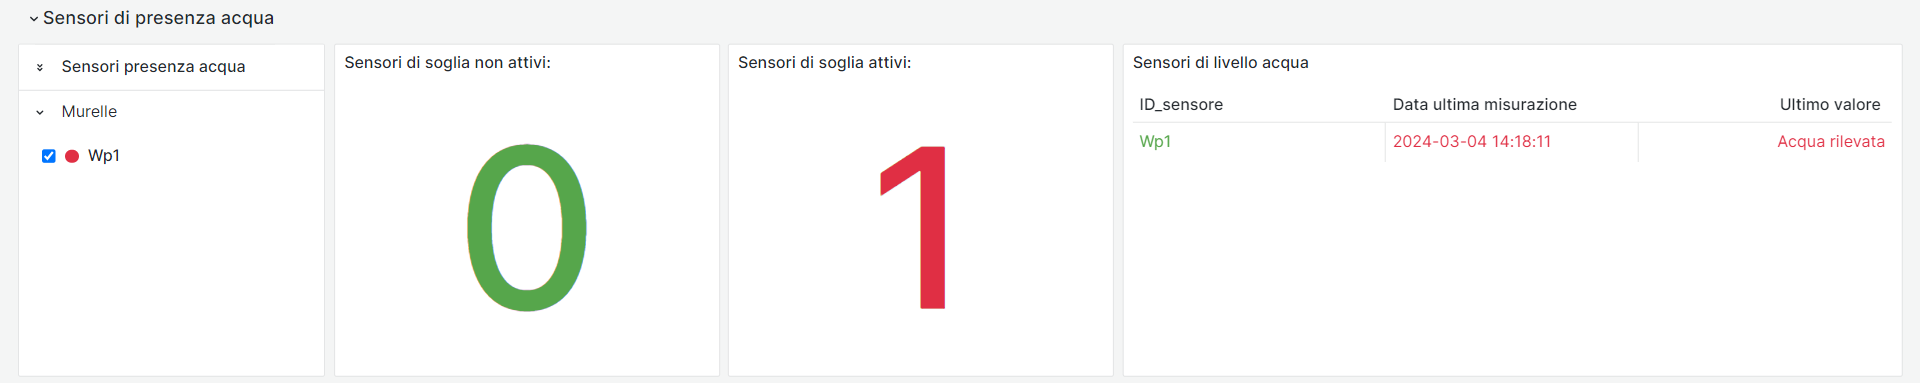 Sensori di presenza acqua
Sensori presenza acqua
Murelle
Wp1
Sensori di soglia non attivi:
0
Sensori di soglia attivi:
1
Sensori di livello acqua
ID_sensore Data ultima misurazione Ultimo valore
Wp1 2024-03-04 14:18:11 Acqua rilevata